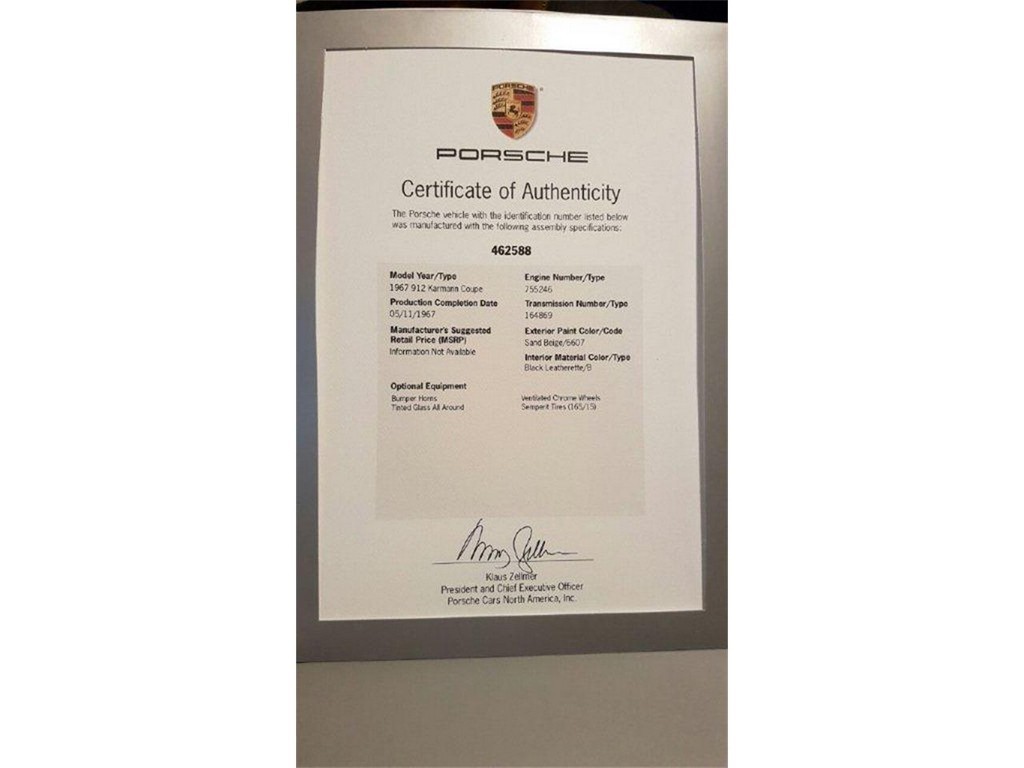 PORSCHE
PORSCHE
Certificate of Authenticity
The Porsche vehicle with the identification number listed below
was manufactured with the following assembly specifications:
462588
Model Year/Type
1967 912 Karmann Coupe
Production Completion Date
05/11/1967
Manufacturer's Suggested
Retail Price (MSRP)
Information Not Available
Engine Number/Type
755246
Transmission Number/Type
164869
Exterior Paint Color/Code
Sand Beige/6607
Interior Material Color/Type
Black Leatherette/B
Optional Equipment
Bumper Horns
Tinted Glass All Around
Ventilated Chrome Wheels
Semperit Tires (165/15)
Klaus Zellmer
President and Chief Executive Officer
Porsche Cars North America, Inc.